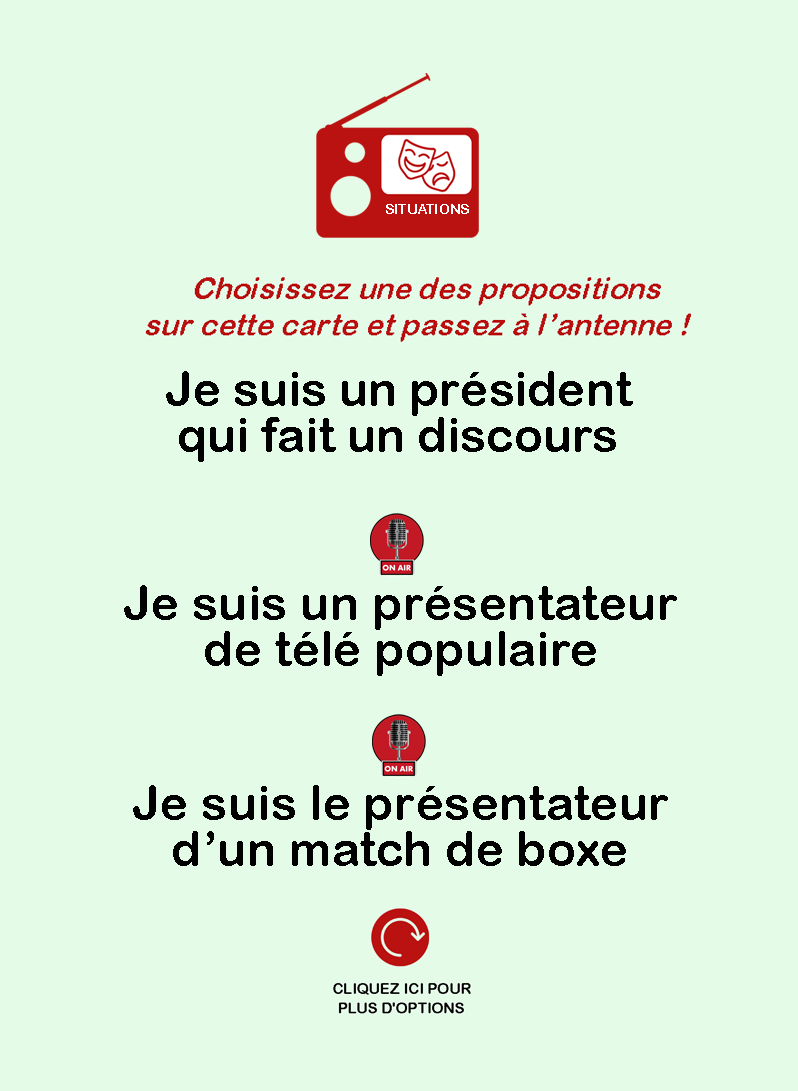 SITUATIONS
Choisissez une des propositions
sur cette carte et passez à l’antenne !
Je suis un président
qui fait un discours
ON AIR
Je suis un présentateur
de télé populaire
ON AIR
Je suis le présentateur
d’un match de boxe
CLIQUEZ ICI POUR
PLUS D'OPTIONS